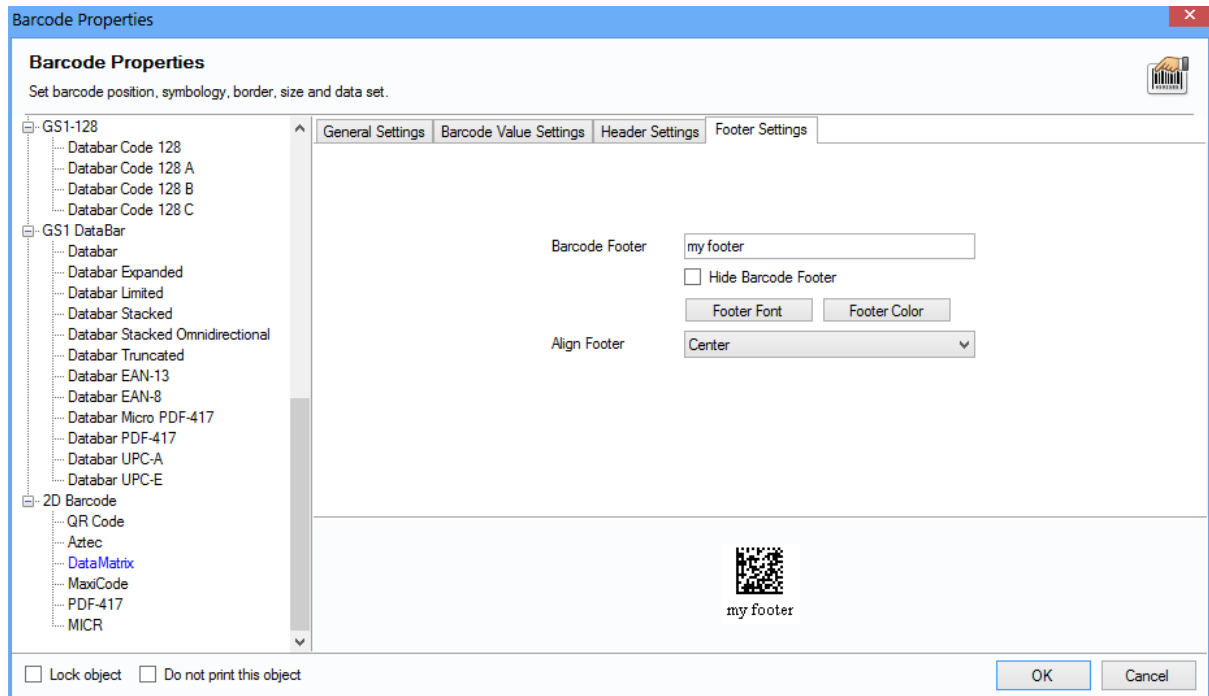 Barcode Properties
Barcode Properties
Set barcode position, symbology, border, size and data set.
GS1-128
Databar Code 128
Databar Code 128 A
Databar Code 128 B
Databar Code 128 C
GS1 DataBar
Databar
Databar Expanded
Databar Limited
Databar Stacked
Databar Stacked Omnidirectional
Databar Truncated
Databar EAN-13
Databar EAN-8
Databar Micro PDF-417
Databar PDF-417
Databar UPC-A
Databar UPC-E
2D Barcode
QR Code
Aztec
DataMatrix
MaxiCode
PDF-417
MICR
General Settings Barcode Value Settings Header Settings Footer Settings
Barcode Footer my footer
Hide Barcode Footer
Footer Font Footer Color
Align Footer Center
my footer
Lock object Do not print this object OK Cancel